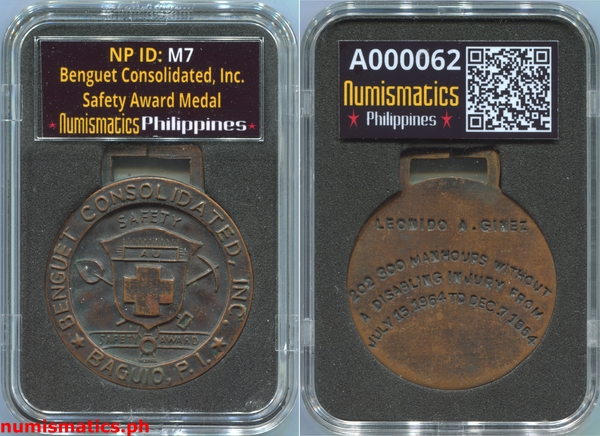 NP ID: M7
Benguet Consolidated, Inc.
Safety Award Medal
Numismatics Philippines
BENGUET CONSOLIDATED, INC.
SAFETY
AU
SAFETY AWARD
BAGUIO, P. I.
numismatics.ph
A000062
Numismatics
Philippines
LEONIDO A. GINEZ
202 300 MANHOURS WITHOUT
A DISABLING INJURY FROM
JULY 15, 1964 TO DEC. 7, 1964